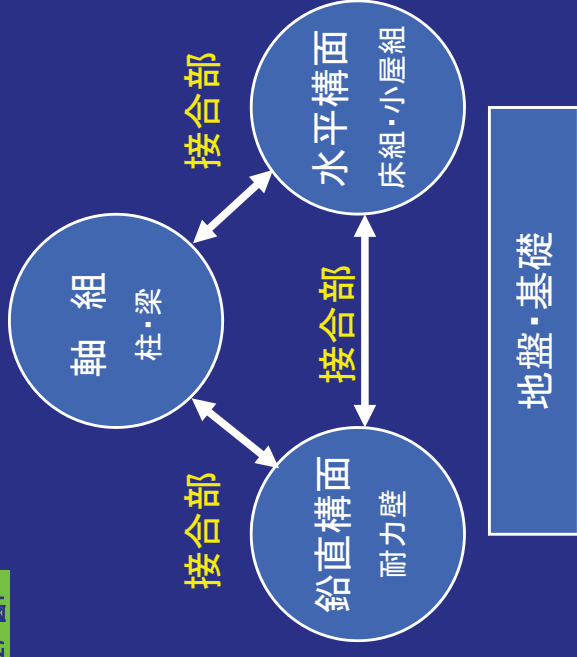 軸 組
柱・梁
接合部
接合部
鉛直構面
耐力壁
接合部
水平構面
床組・小屋組
地盤・基礎